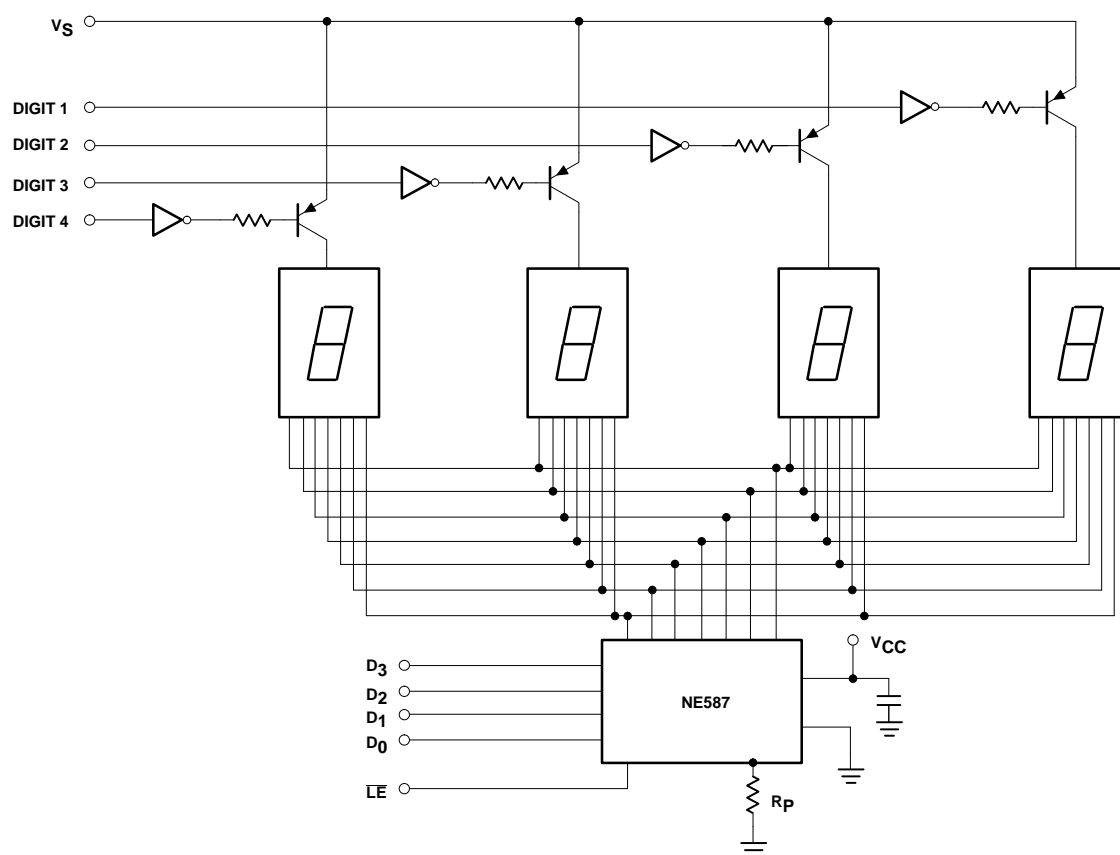 VS
DIGIT 1
DIGIT 2
DIGIT 3
DIGIT 4
VCC
D3
D2
D1
D0
NE587
LE
RP